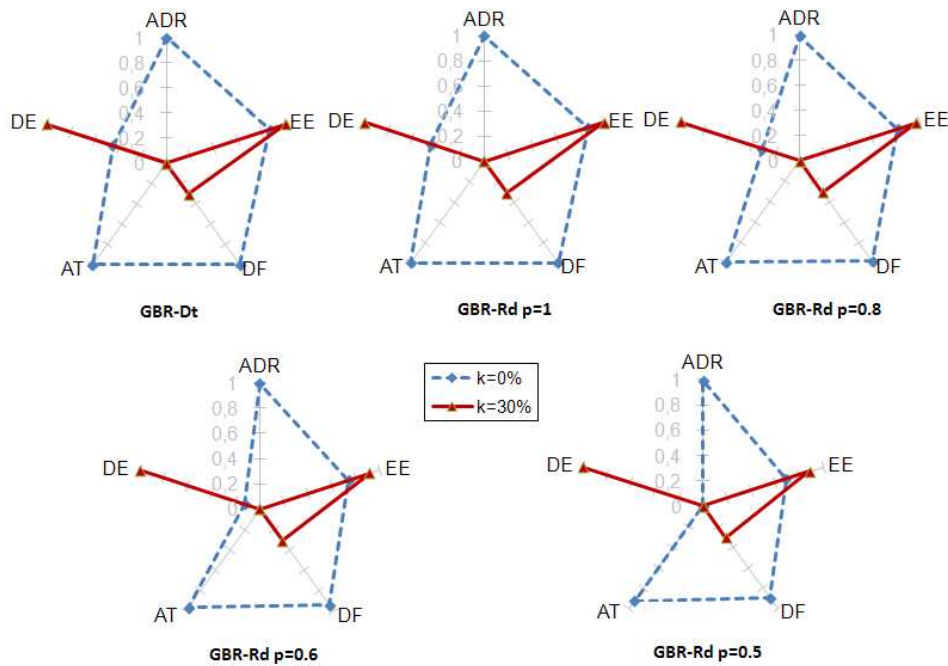 ADR
1
0,8
0,6
0,4
0,2
0
DE
EE
AT
DF
GBR-Dt
ADR
1
0,8
0,6
0,4
0,2
0
DE
EE
AT
DF
GBR-Rd p=1
ADR
1
0,8
0,6
0,4
0,2
0
DE
EE
AT
DF
GBR-Rd p=0.8
ADR
1
0,8
0,6
0,4
0,2
0
DE
AT
DF
GBR-Rd p=0.6
k=0%
k=30%
ADR
1
0,8
0,6
0,4
0,2
0
DE
EE
AT
DF
GBR-Rd p=0.5